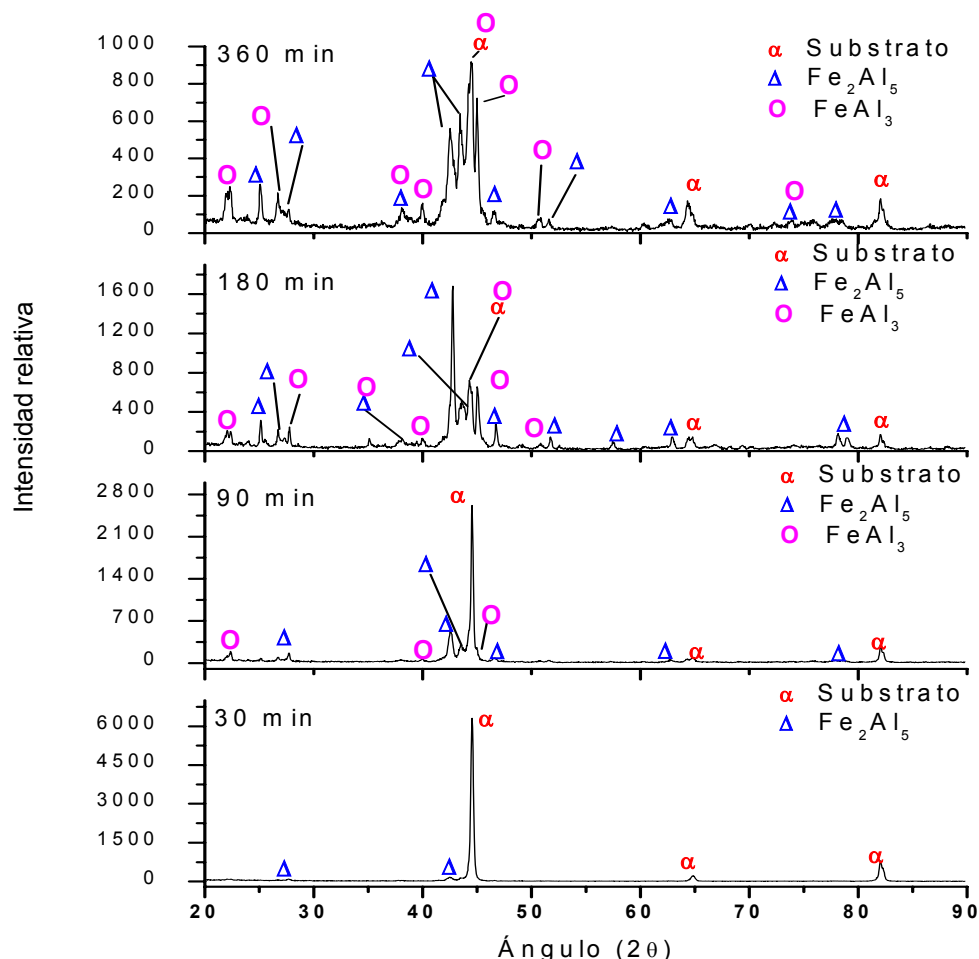 Intensidad relativa
360 min
O
α
α Substrato
Δ Fe₂Al₅
O FeAl₃
1000
800
600
400
200
0
O Δ O Δ O Δ O Δ O Δ O Δ Δ α Δ O Δ α
180 min
α Substrato
Δ Fe₂Al₅
O FeAl₃
1600
1200
800
400
0
O Δ Δ O O Δ O Δ Δ O α O Δ O Δ Δ Δ α Δ α
90 min
α Substrato
Δ Fe₂Al₅
O FeAl₃
2800
2100
1400
700
0
O Δ O Δ Δ α O Δ Δ α Δ α
30 min
α Substrato
Δ Fe₂Al₅
6000
4500
3000
1500
0
Δ Δ α α α
20 30 40 50 60 70 80 90
Ángulo (2θ)